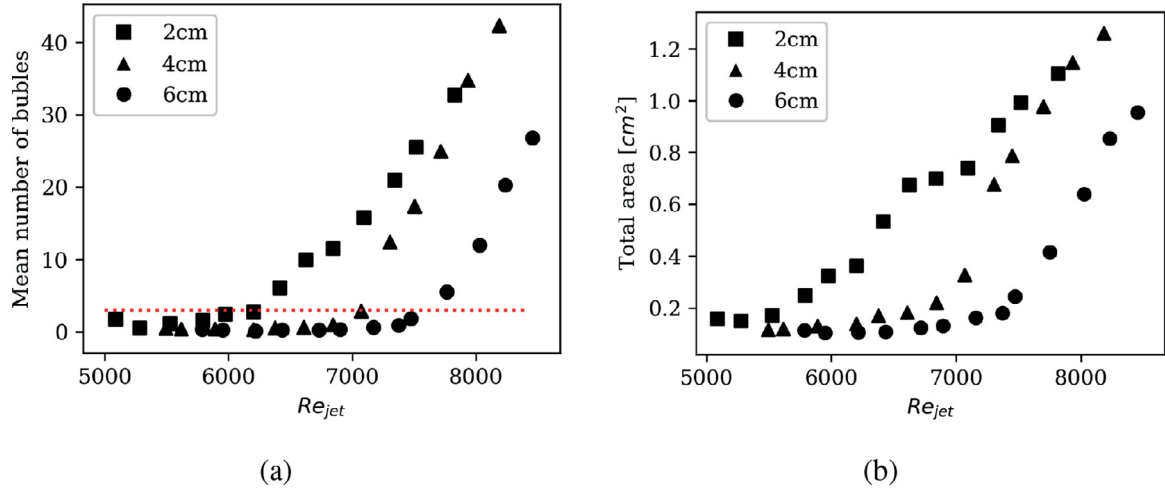 2cm
4cm
6cm
Mean number of bubles
40
30
20
10
0
5000 6000 7000 8000
Re_jet
(a)
2cm
4cm
6cm
Total area [cm²]
1.2
1.0
0.8
0.6
0.4
0.2
5000 6000 7000 8000
Re_jet
(b)